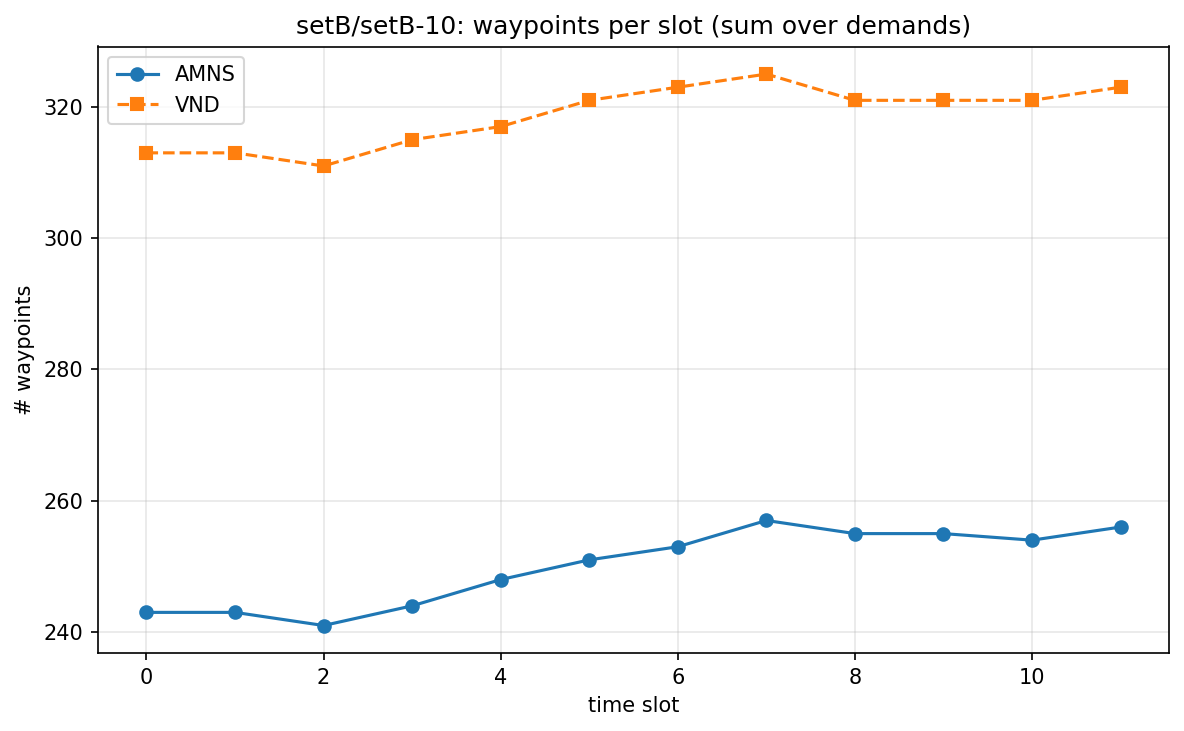 setB/setB-10: waypoints per slot (sum over demands)
AMNS
VND
# waypoints
320
300
280
260
240
0 2 4 6 8 10
time slot